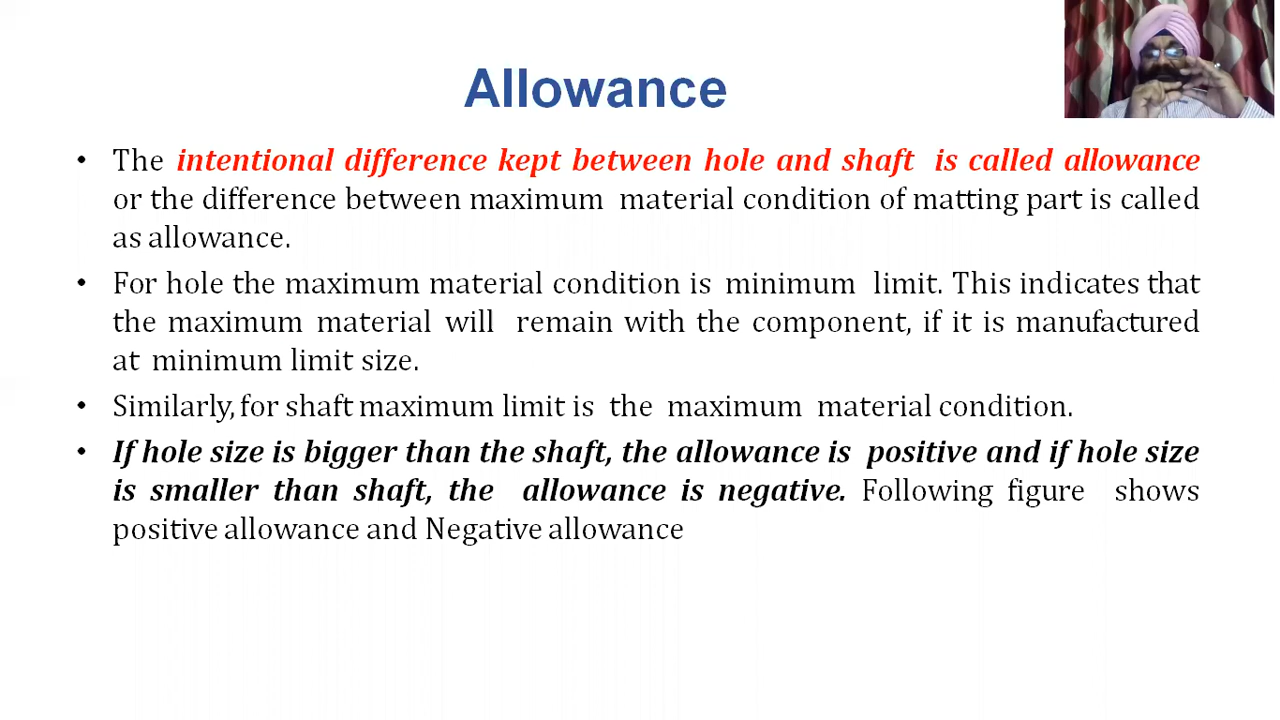 Allowance
• The intentional difference kept between hole and shaft is called allowance
or the difference between maximum material condition of matting part is called
as allowance.
• For hole the maximum material condition is minimum limit. This indicates that
the maximum material will remain with the component, if it is manufactured
at minimum limit size.
• Similarly, for shaft maximum limit is the maximum material condition.
• If hole size is bigger than the shaft, the allowance is positive and if hole size
is smaller than shaft, the allowance is negative. Following figure shows
positive allowance and Negative allowance